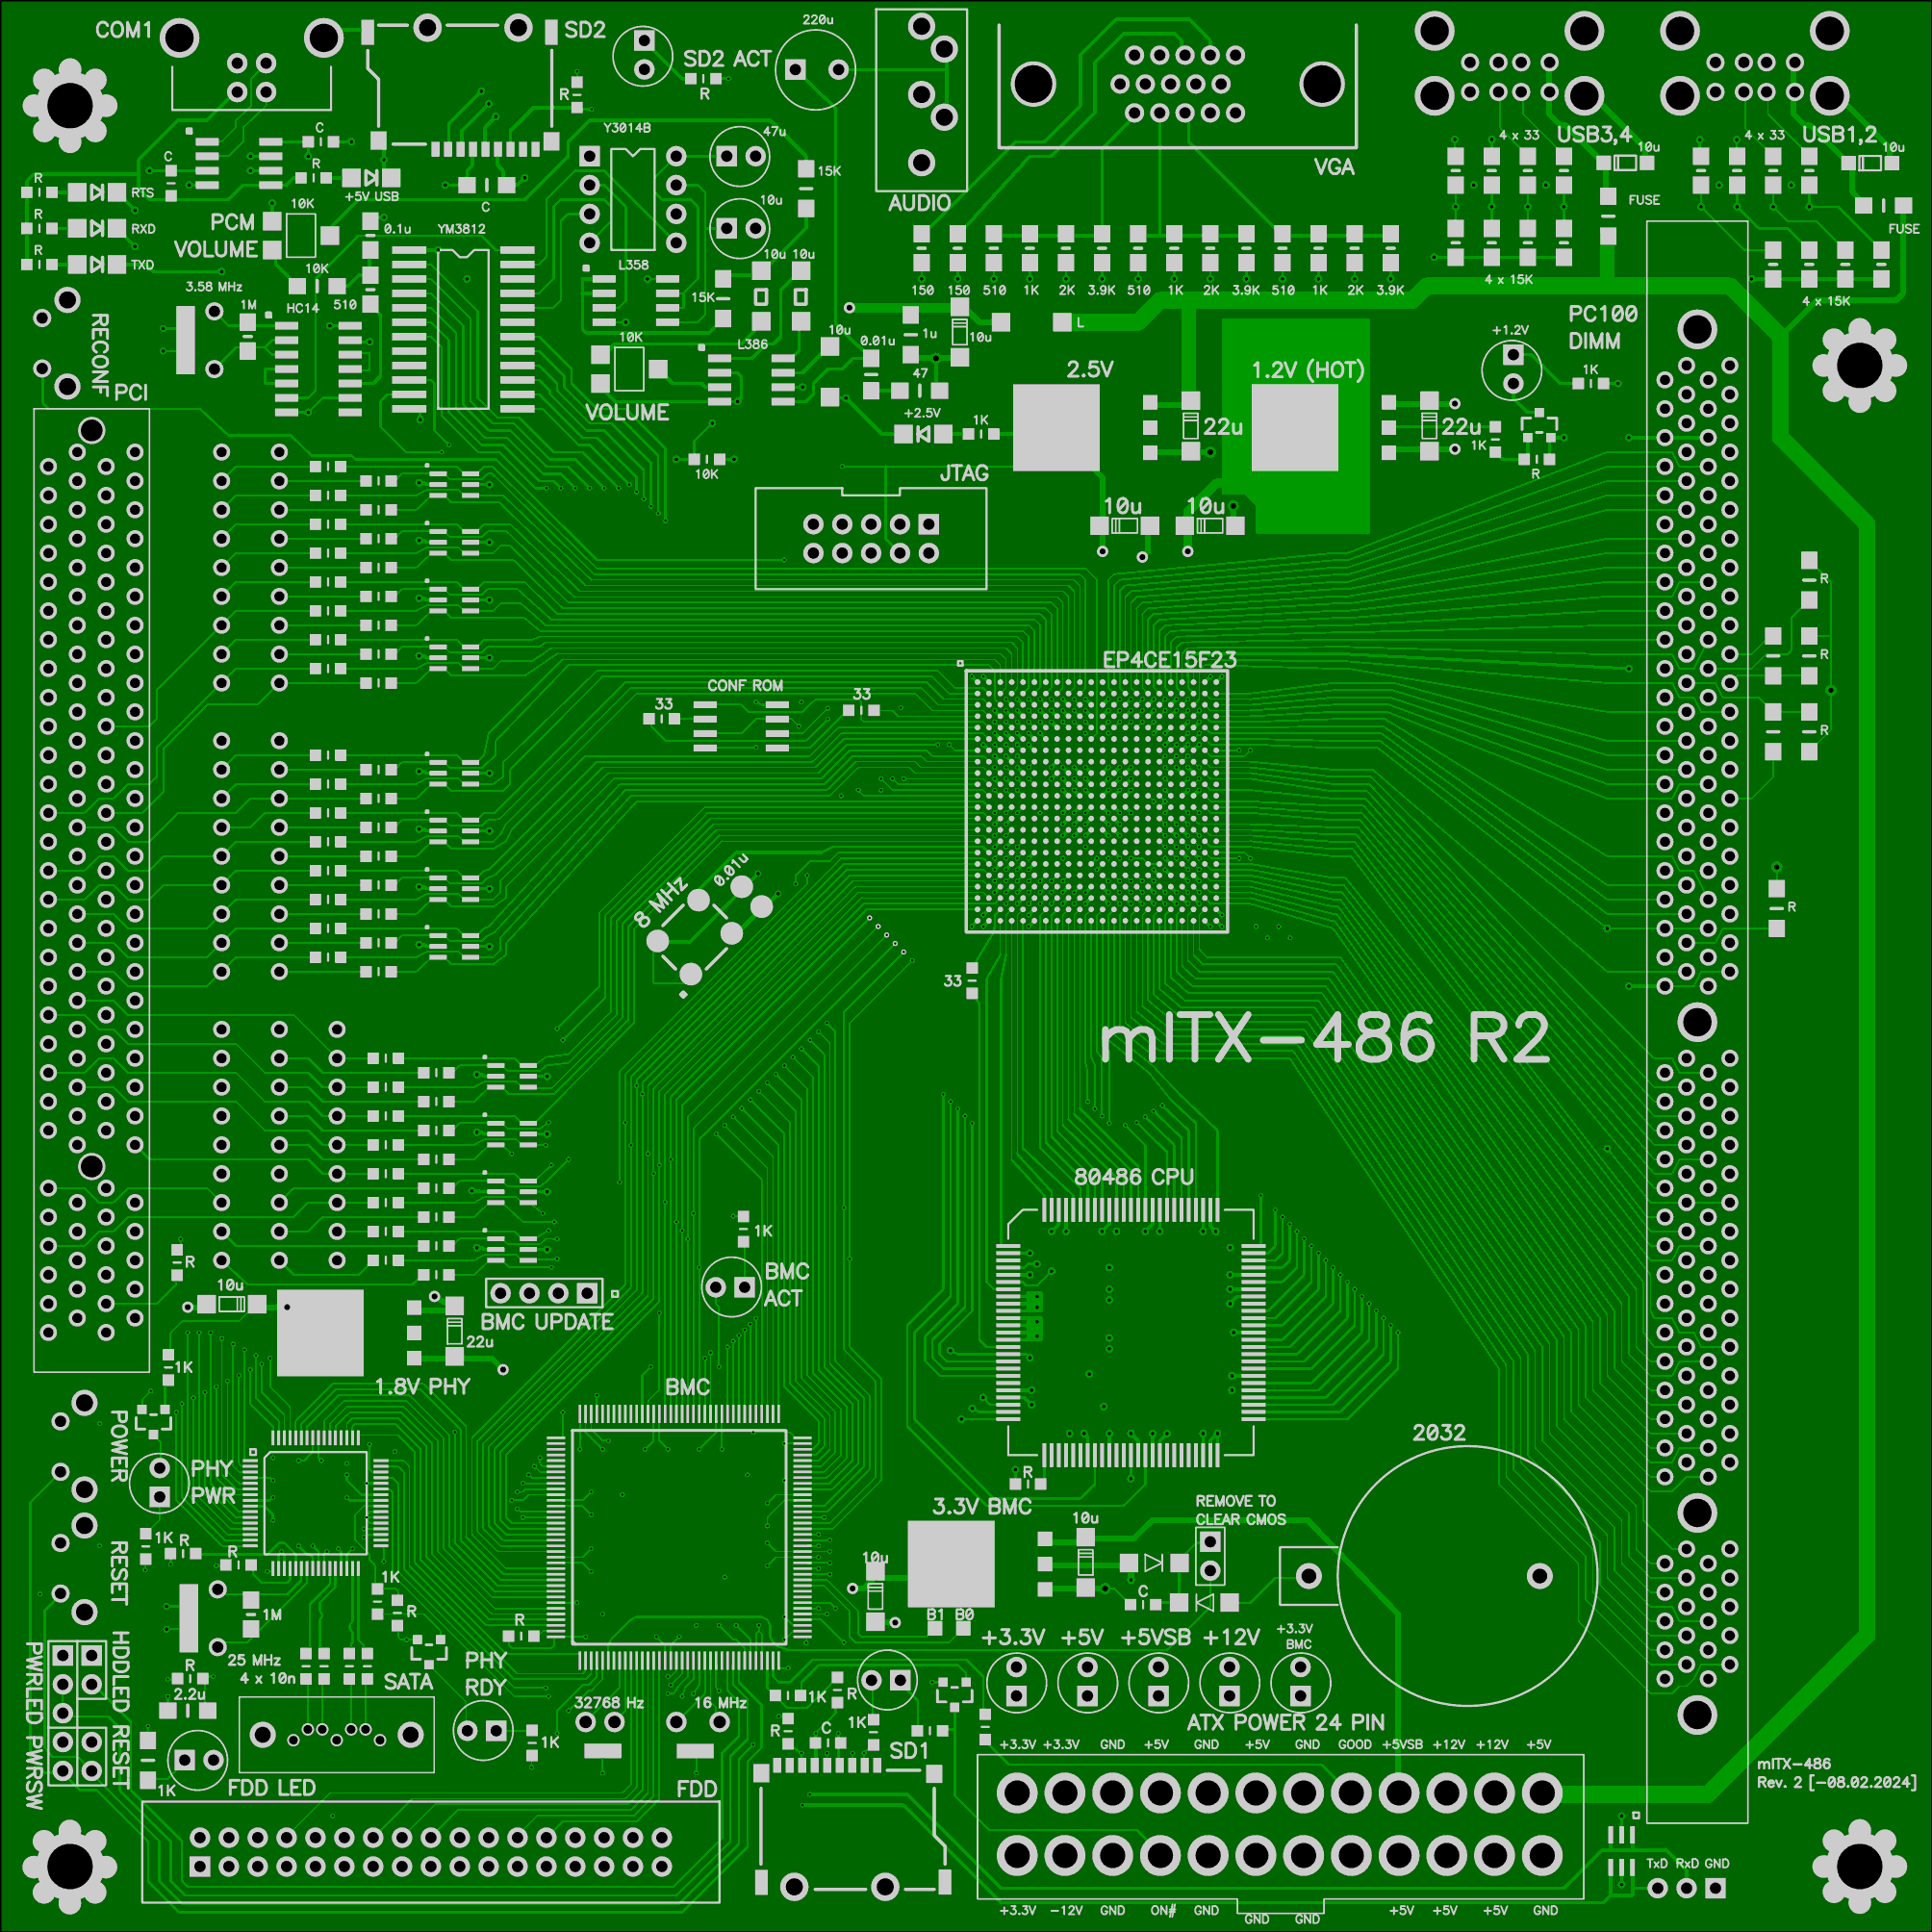 COM1
SD2
220u
SD2 ACT
R
R
Y3014B
47u
C
C
R
R
RTS
+5V USB
C
15K
10u
AUDIO
VGA
4 x 33
USB3,4
10u
4 x 33
USB1,2
10u
FUSE
FUSE
R
RXD
PCM
VOLUME
10K
0.1u
YM3812
R
TXD
10K
L358
10u
10u
3.58 MHz
1M
HC14
510
15K
150
150
510
1K
2K
3.9K
510
1K
2K
3.9K
510
1K
2K
3.9K
4 x 15K
4 x 15K
RECONF
PCI
10K
VOLUME
L386
10u
0.01u
1u
10u
L
47
+2.5V
1K
2.5V
1.2V (HOT)
22u
22u
+1.2V
1K
1K
R
PC100
DIMM
10K
JTAG
10u
10u
R
R
R
EP4CE15F23
CONF ROM
33
33
8 MHz
0.01u
R
33
mITX-486 R2
80486 CPU
1K
BMC
ACT
R
10u
BMC UPDATE
22u
1K
1.8V PHY
BMC
POWER
PHY
PWR
2032
R
3.3V BMC
REMOVE TO
CLEAR CMOS
10u
10u
C
B1
B0
RESET
1K
R
R
1K
R
1M
R
25 MHz
4 x 10n
SATA
PHY
RDY
R
2.2u
HDDLED RESET
PWRLED PWRSW
1K
FDD LED
1K
32768 Hz
16 MHz
FDD
1K
R
R
C
1K
SD1
+3.3V
+5V
+5VSB
+12V
+3.3V
BMC
ATX POWER 24 PIN
+3.3V
+3.3V
GND
+5V
GND
+5V
GND
GOOD
+5VSB
+12V
+12V
+5V
mITX-486
Rev. 2 [-08.02.2024]
TxD
RxD
GND
+3.3V
-12V
GND
ON#
GND
GND
GND
+5V
+5V
+5V
GND